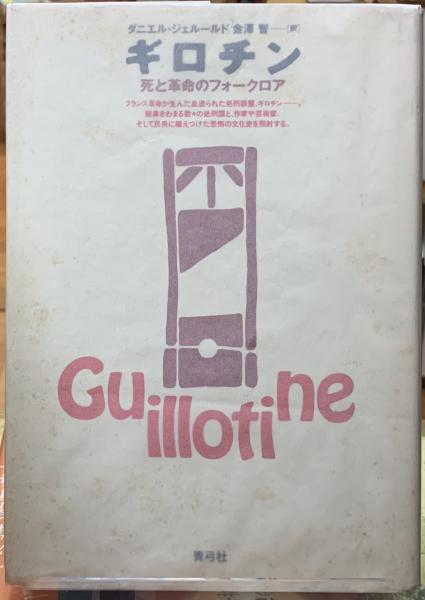 ダニエル・ジェルールド/金澤 智──[訳]
ギロチン
死と革命のフォークロア
フランス革命が生んだ血塗られた処刑装置、ギロチン──。
酸鼻きわまる数々の処刑譚と、作家や芸術家、
そして民衆に植えつけた恐怖の文化史を照射する。
Guillotine
青弓社